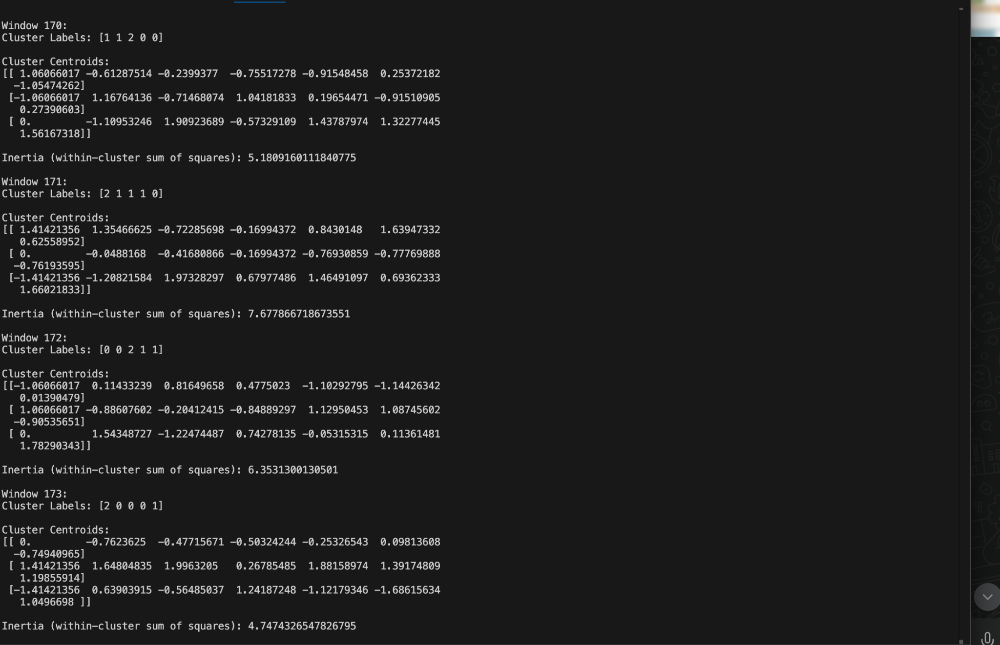 Window 170:
Cluster Labels: [1 1 2 0 0]
Cluster Centroids:
[[ 1.06066017 -0.61287514 -0.2399377  -0.75517278 -0.91548458  0.25372182
  -1.05474262]
 [-1.06066017  1.16764136 -0.71468074  1.04181833  0.19654471 -0.91510905
   0.27390603]
 [ 0.         -1.10953246  1.90923689 -0.57329109  1.43787974  1.32277445
   1.56167318]]
Inertia (within-cluster sum of squares): 5.1809160111840775
Window 171:
Cluster Labels: [2 1 1 1 0]
Cluster Centroids:
[[ 1.41421356  1.35466625 -0.72285698 -0.16994372  0.8430148   1.63947332
   0.62558952]
 [ 0.         -0.0488168  -0.41680866 -0.16994372 -0.76930859 -0.77769888
  -0.76193595]
 [-1.41421356 -1.20821584  1.97328297  0.67977486  1.46491097  0.69362333
   1.66021833]]
Inertia (within-cluster sum of squares): 7.677866718673551
Window 172:
Cluster Labels: [0 0 2 1 1]
Cluster Centroids:
[[-1.06066017  0.11433239  0.81649658  0.4775023  -1.10292795 -1.14426342
   0.01390479]
 [ 1.06066017 -0.88607602 -0.20412415 -0.84889297  1.12950453  1.08745602
  -0.90535651]
 [ 0.          1.54348727 -1.22474487  0.74278135 -0.05315315  0.11361481
   1.78290343]]
Inertia (within-cluster sum of squares): 6.3531300130501
Window 173:
Cluster Labels: [2 0 0 0 1]
Cluster Centroids:
[[ 0.         -0.7623625  -0.47715671 -0.50324244 -0.25326543  0.09813608
  -0.74940965]
 [ 1.41421356  1.64804835  1.9963205   0.26785485  1.88158974  1.39174809
   1.19855914]
 [-1.41421356  0.63903915 -0.56485037  1.24187248 -1.12179346 -1.68615634
   1.0496698 ]]
Inertia (within-cluster sum of squares): 4.7474326547826795